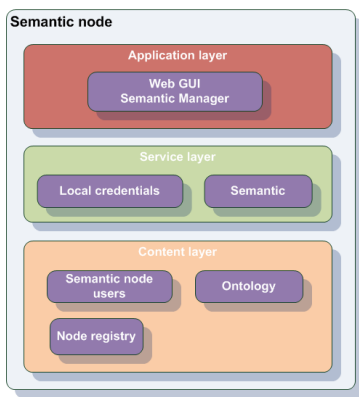 Semantic node
Application layer
Web GUI
Semantic Manager
Service layer
Local credentials
Semantic
Content layer
Semantic node
users
Ontology
Node registry